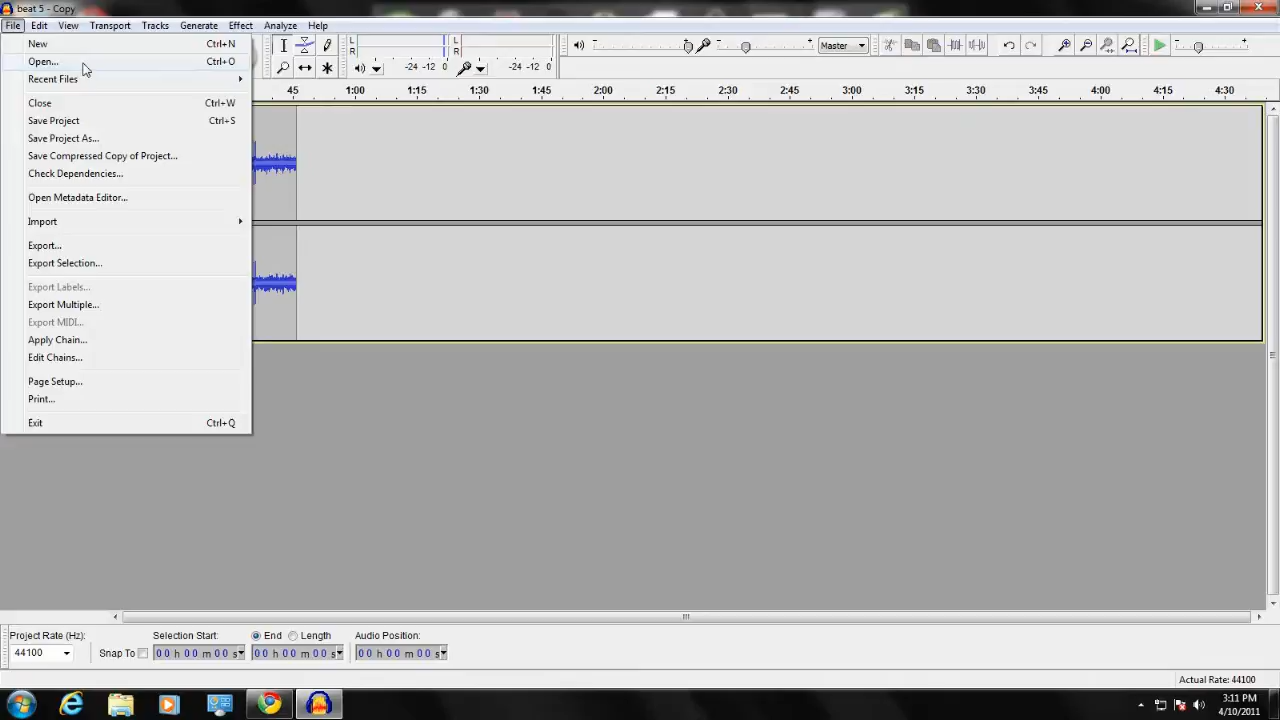 beat 5 - Copy
File Edit View Transport Tracks Generate Effect Analyze Help
New Ctrl+N
Open... Ctrl+O
Recent Files
Close Ctrl+W
Save Project Ctrl+S
Save Project As...
Save Compressed Copy of Project...
Check Dependencies...
Open Metadata Editor...
Import
Export...
Export Selection...
Export Labels...
Export Multiple...
Export MIDI...
Apply Chain...
Edit Chains...
Page Setup...
Print...
Exit Ctrl+Q
L
R
L
R
Master
-24 -12 0
-24 -12 0
45 1:00 1:15 1:30 1:45 2:00 2:15 2:30 2:45 3:00 3:15 3:30 3:45 4:00 4:15 4:30
Project Rate (Hz): Selection Start: End Length Audio Position:
44100 Snap To 00 h 00 m 00 s 00 h 00 m 00 s 00 h 00 m 00 s
Actual Rate: 44100
3:11 PM
4/10/2011